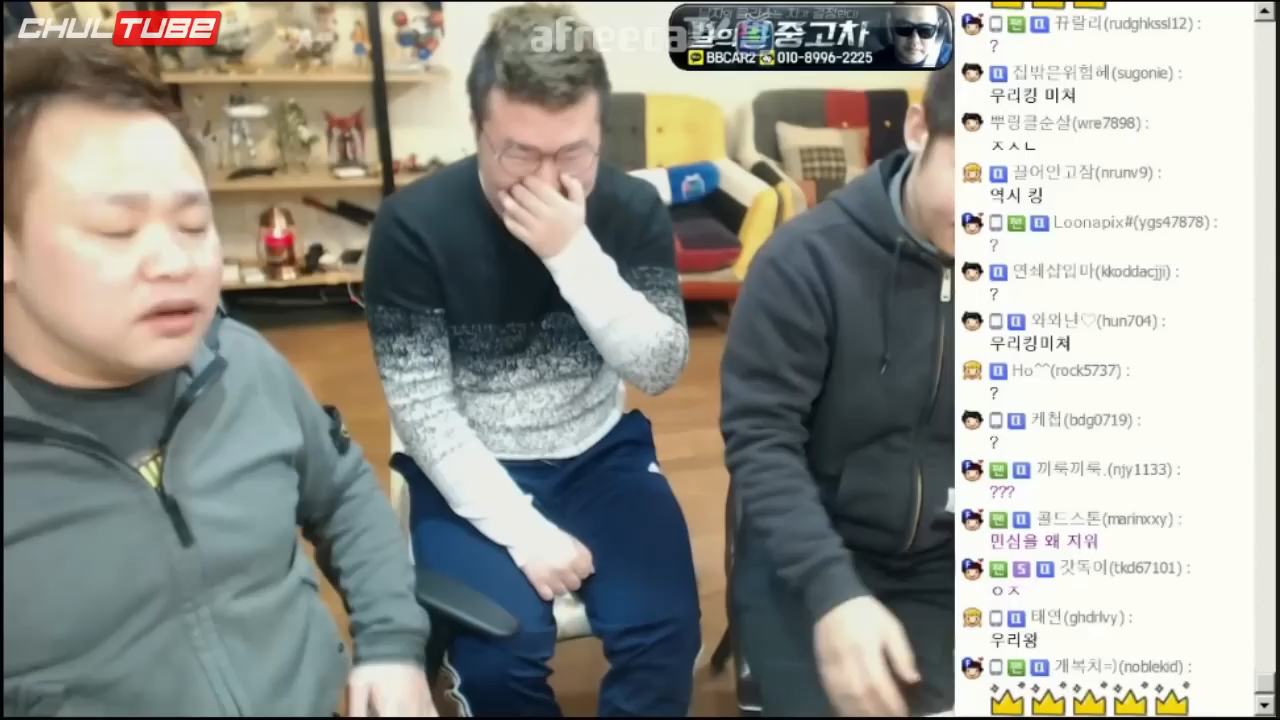 CHULTUBE
afreeca
중고차
BBCAR2 010-8996-2225
뀨랄리(rudghkssl12) :
?
집밖은위험헤(sugonie) :
우리킹 미쳐
뿌링클순살(wre7898) :
ㅈㅅㄴ
끌어안고잠(nrunv9) :
역시 킹
Loonapix#(ygs47878) :
?
연쇄삽입마(kkoddacjji) :
?
와와난♡(hun704) :
우리킹미쳐
Ho^^(rock5737) :
?
케첩(bdg0719) :
?
끼룩끼룩.(njy1133) :
???
콜드스톤(marinxxy) :
민심을 왜 지워
갓독이(tkd67101) :
ㅇㅈ
태연(ghdrlvy) :
우리왕
개복치=)(noblekid) :